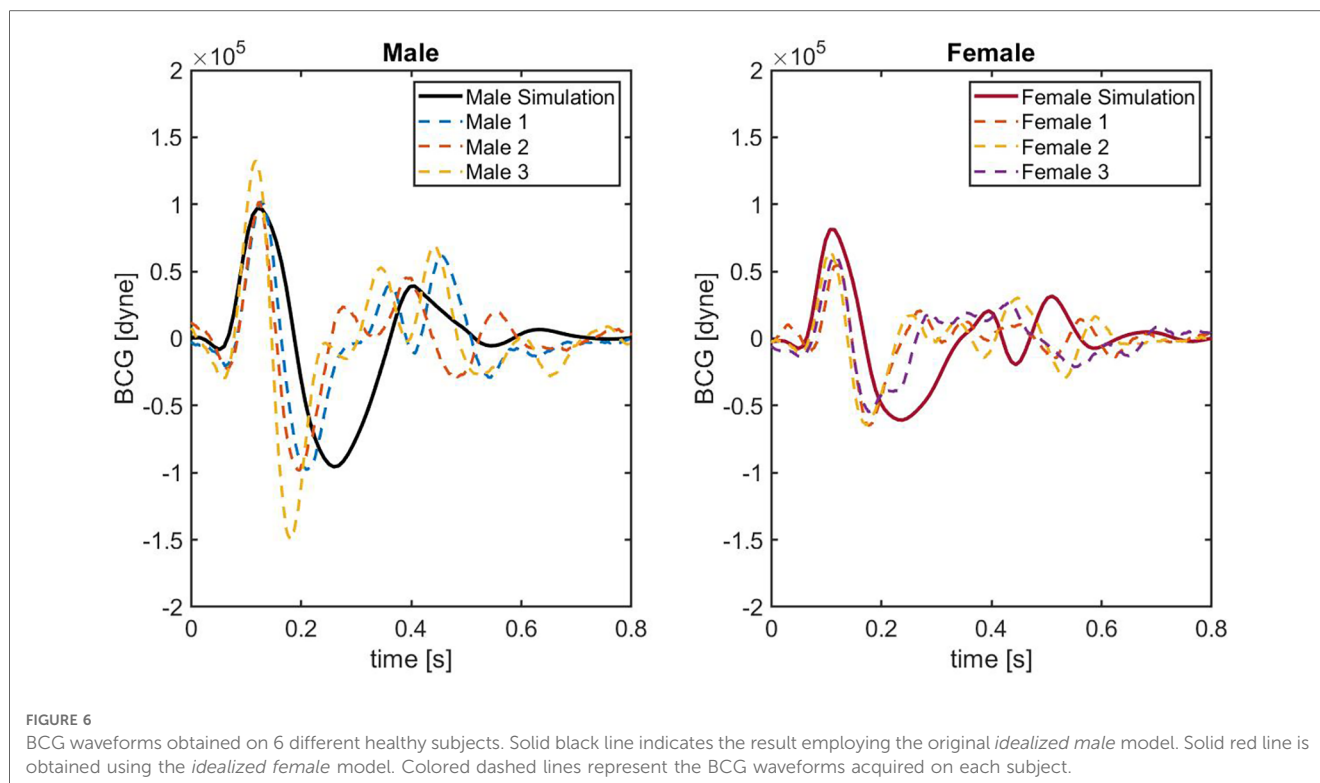 Male
×10⁵
2
1.5
1
0.5
0
-0.5
-1
-1.5
-2
BCG [dyne]
0
0.2
0.4
0.6
0.8
time [s]
Male Simulation
Male 1
Male 2
Male 3
Female
×10⁵
2
1.5
1
0.5
0
-0.5
-1
-1.5
-2
BCG [dyne]
0
0.2
0.4
0.6
0.8
time [s]
Female Simulation
Female 1
Female 2
Female 3
FIGURE 6
BCG waveforms obtained on 6 different healthy subjects. Solid black line indicates the result employing the original idealized male model. Solid red line is
obtained using the idealized female model. Colored dashed lines represent the BCG waveforms acquired on each subject.